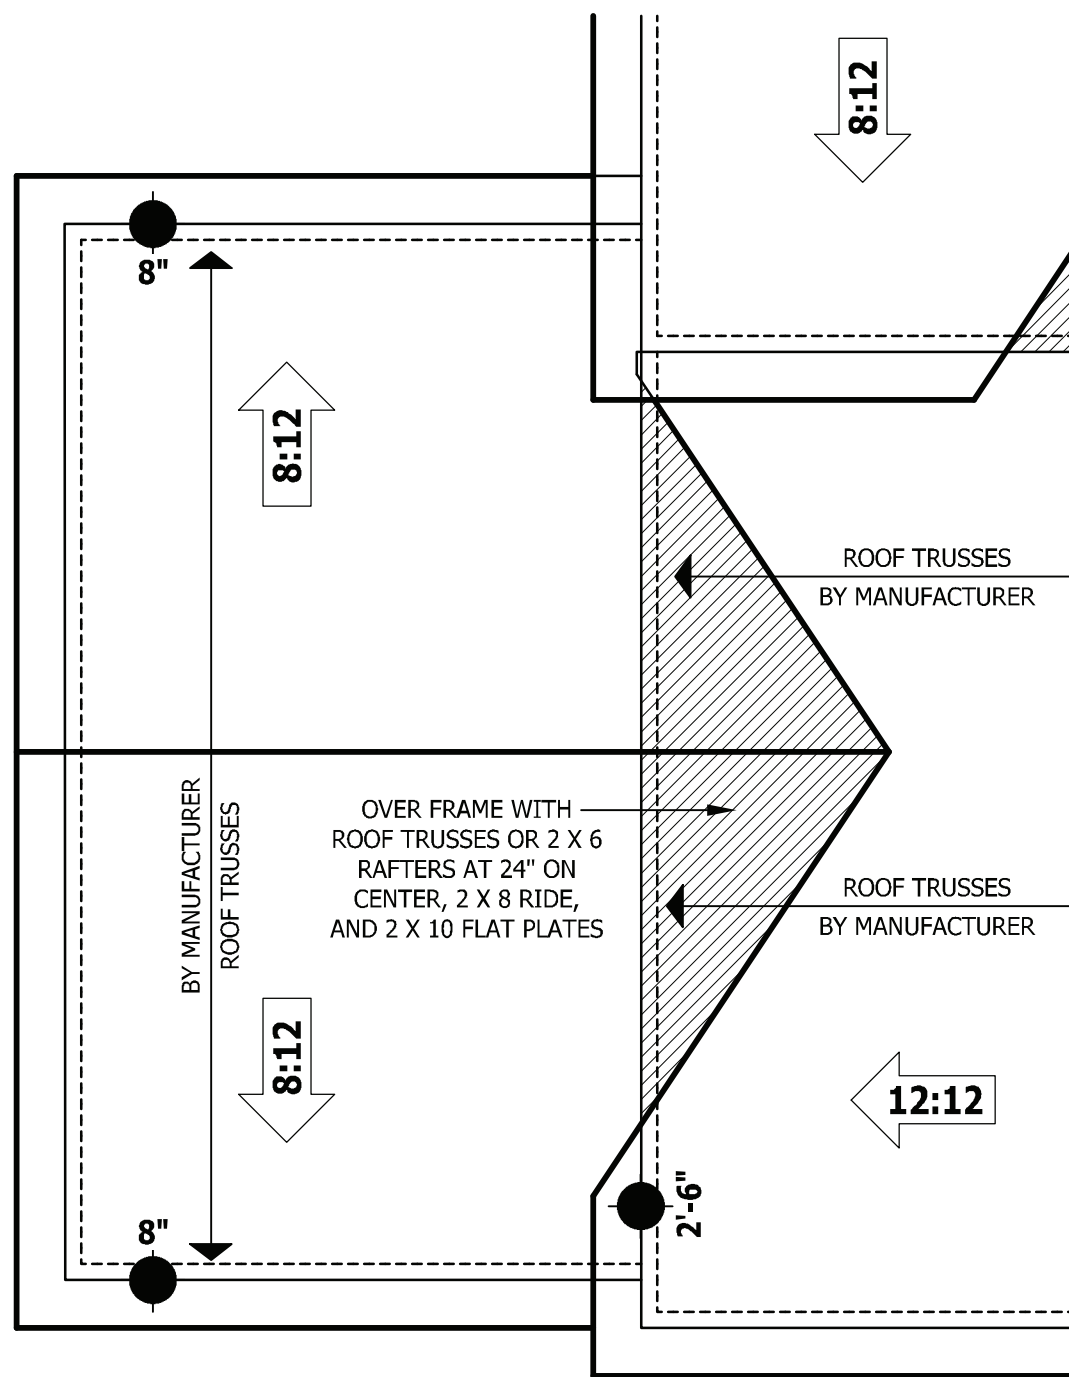 8:12
8"
8:12
ROOF TRUSSES
BY MANUFACTURER
BY MANUFACTURER
ROOF TRUSSES
OVER FRAME WITH
ROOF TRUSSES OR 2 X 6
RAFTERS AT 24" ON
CENTER, 2 X 8 RIDE,
AND 2 X 10 FLAT PLATES
ROOF TRUSSES
BY MANUFACTURER
8:12
12:12
2'-6"
8"